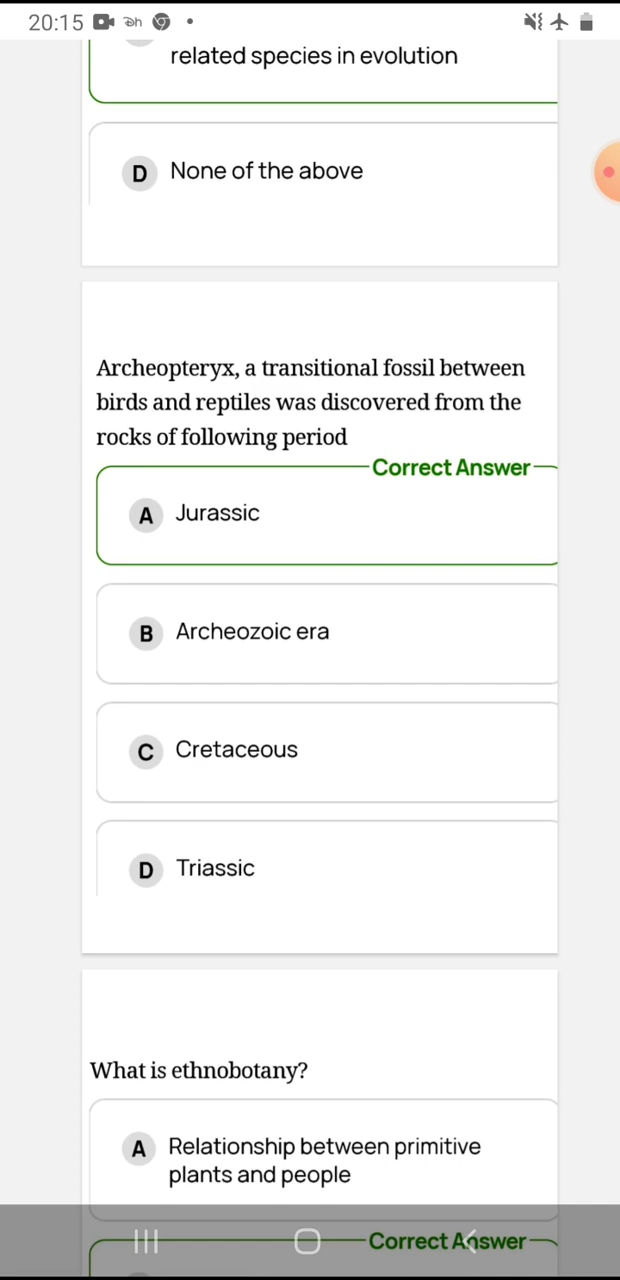 20:15
related species in evolution
D None of the above
Archeopteryx, a transitional fossil between
birds and reptiles was discovered from the
rocks of following period
Correct Answer
A Jurassic
B Archeozoic era
C Cretaceous
D Triassic
What is ethnobotany?
A Relationship between primitive
plants and people
Correct Answer